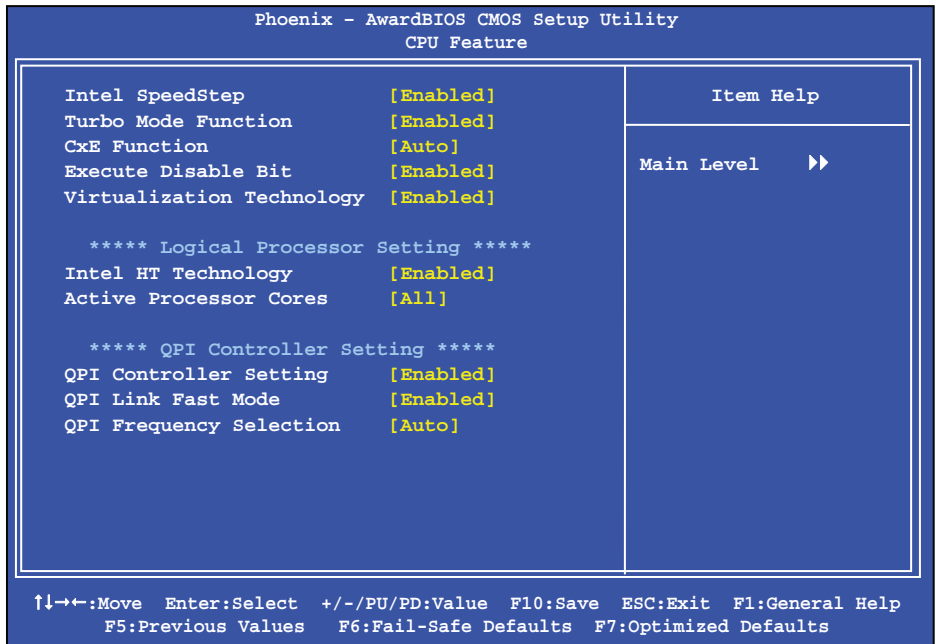 Phoenix – AwardBIOS CMOS Setup Utility
CPU Feature
Intel SpeedStep [Enabled]
Turbo Mode Function [Enabled]
CxE Function [Auto]
Execute Disable Bit [Enabled]
Virtualization Technology [Enabled]
***** Logical Processor Setting *****
Intel HT Technology [Enabled]
Active Processor Cores [All]
***** QPI Controller Setting *****
QPI Controller Setting [Enabled]
QPI Link Fast Mode [Enabled]
QPI Frequency Selection [Auto]
Item Help
Main Level
↑↓→←:Move Enter:Select +/-/PU/PD:Value F10:Save ESC:Exit F1:General Help
F5:Previous Values F6:Fail-Safe Defaults F7:Optimized Defaults